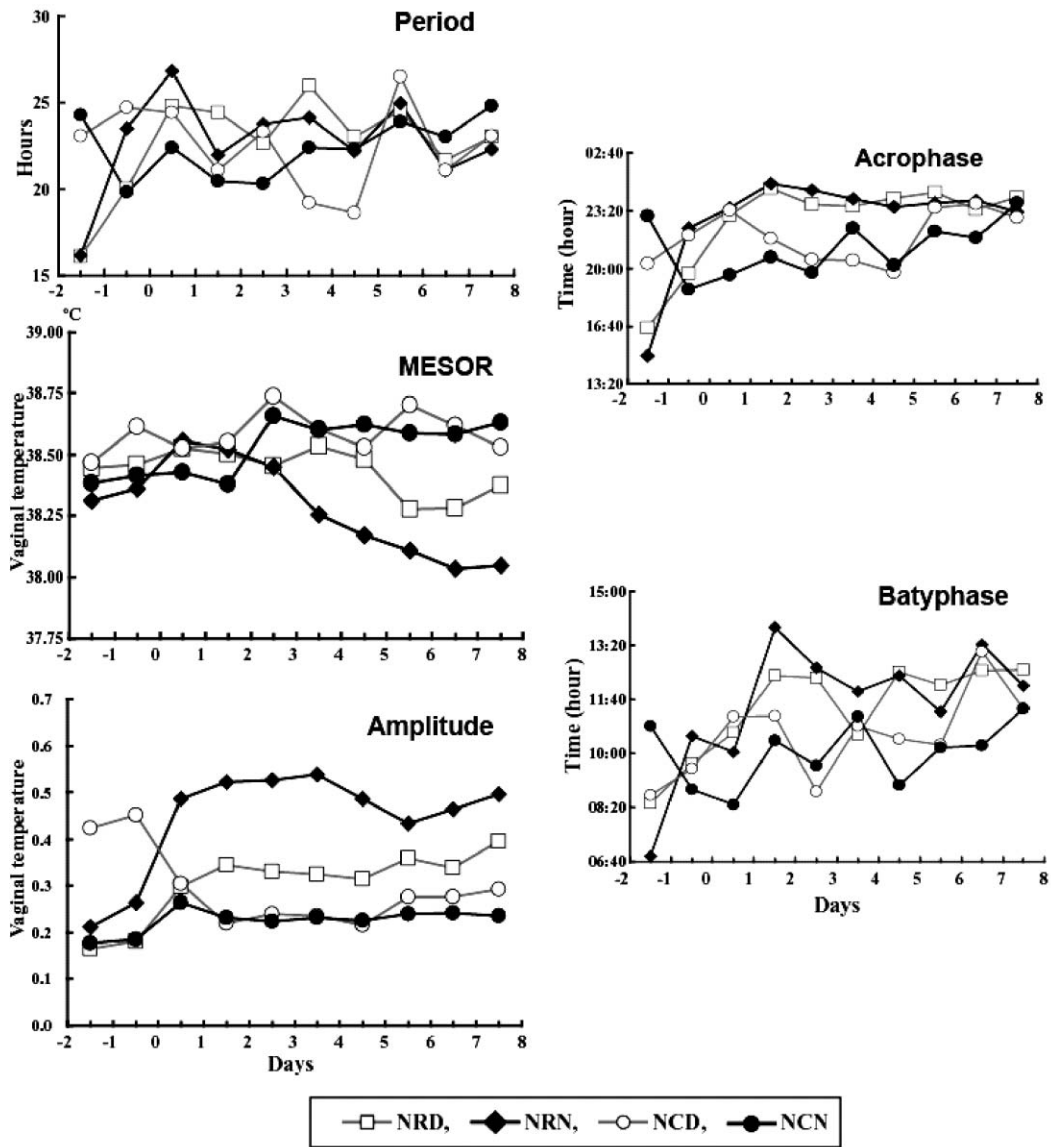 Period
30
25
20
15
Hours
-2 -1 0 1 2 3 4 5 6 7 8
°C
MESOR
39.00
38.75
38.50
38.25
38.00
37.75
Vaginal temperature
-2 -1 0 1 2 3 4 5 6 7 8
Amplitude
0.7
0.6
0.5
0.4
0.3
0.2
0.1
0.0
Vaginal temperature
-2 -1 0 1 2 3 4 5 6 7 8
Days
Acrophase
02:40
23:20
20:00
16:40
13:20
Time (hour)
-2 -1 0 1 2 3 4 5 6 7 8
Batyphase
15:00
13:20
11:40
10:00
08:20
06:40
Time (hour)
-2 -1 0 1 2 3 4 5 6 7 8
Days
NRD, NRN, NCD, NCN